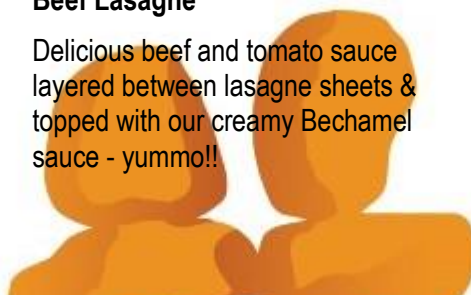 Beef Lasagne
Delicious beef and tomato sauce
layered between lasagne sheets &
topped with our creamy Bechamel
sauce - yummo!!